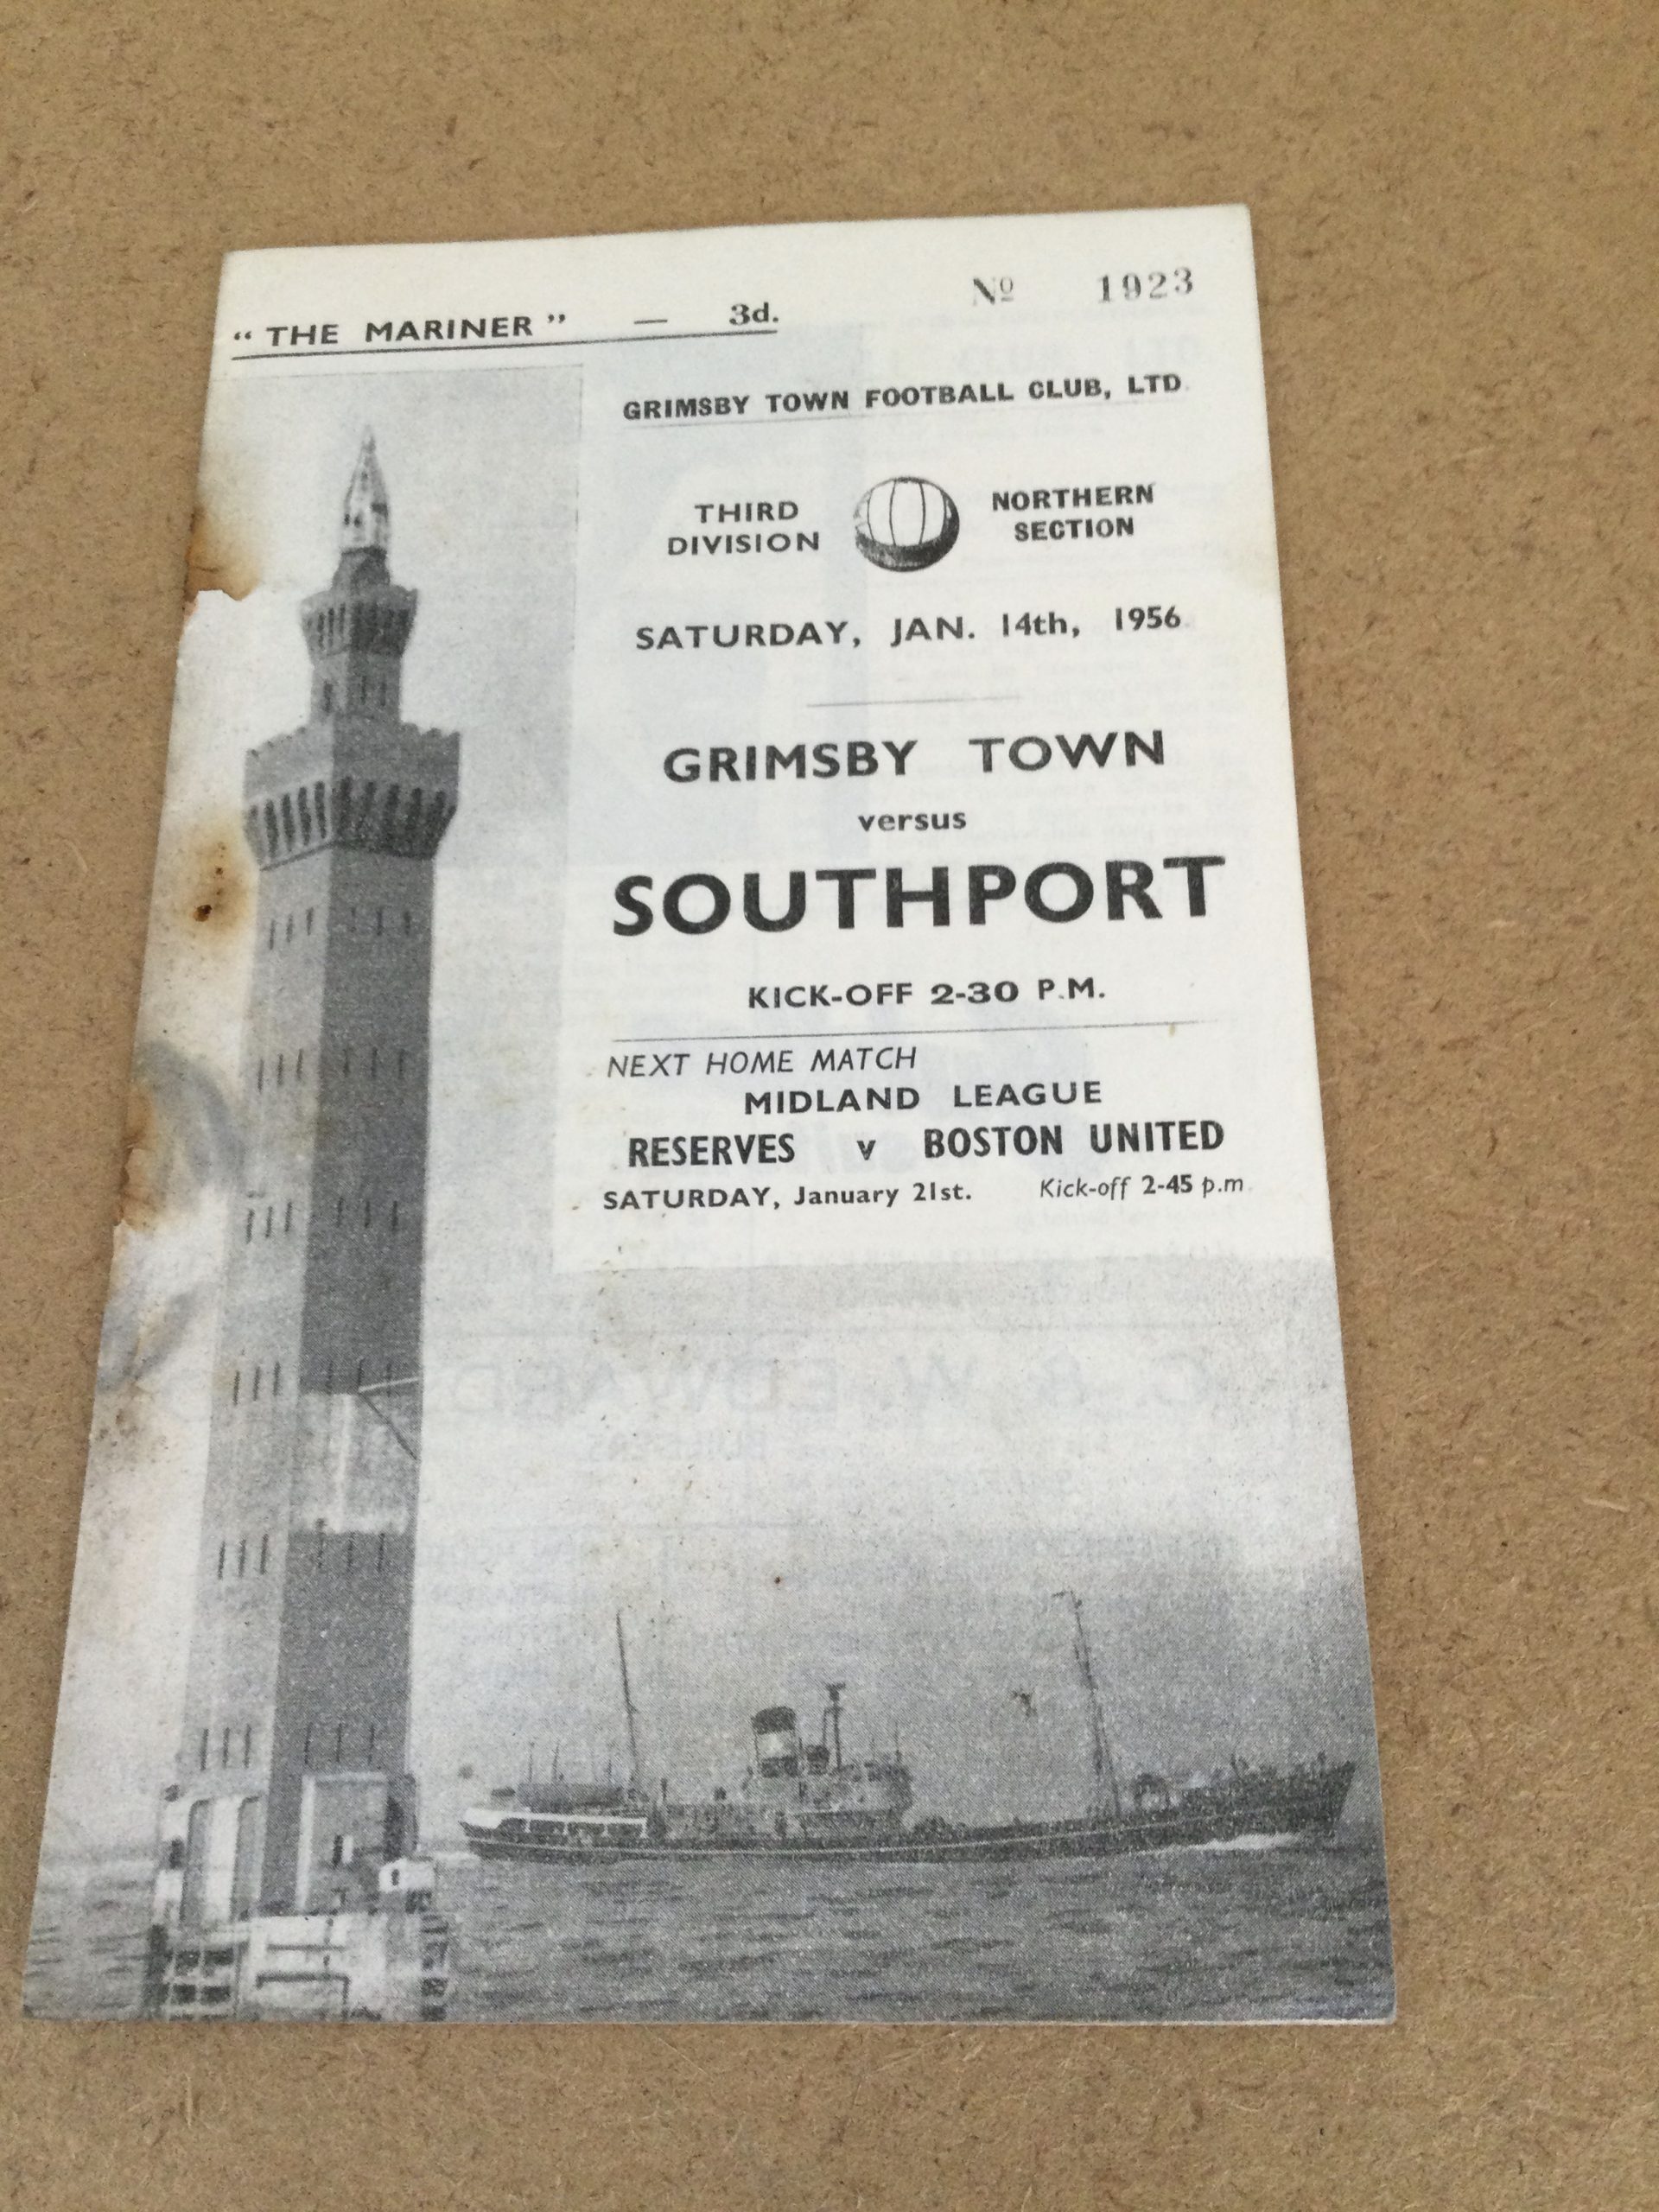 "THE MARINER" — 3d.
Nº 1923
GRIMSBY TOWN FOOTBALL CLUB, LTD.
THIRD DIVISION
NORTHERN SECTION
SATURDAY, JAN. 14th, 1956
GRIMSBY TOWN
versus
SOUTHPORT
KICK-OFF 2-30 P.M.
NEXT HOME MATCH
MIDLAND LEAGUE
RESERVES v BOSTON UNITED
SATURDAY, January 21st. Kick-off 2-45 p.m.